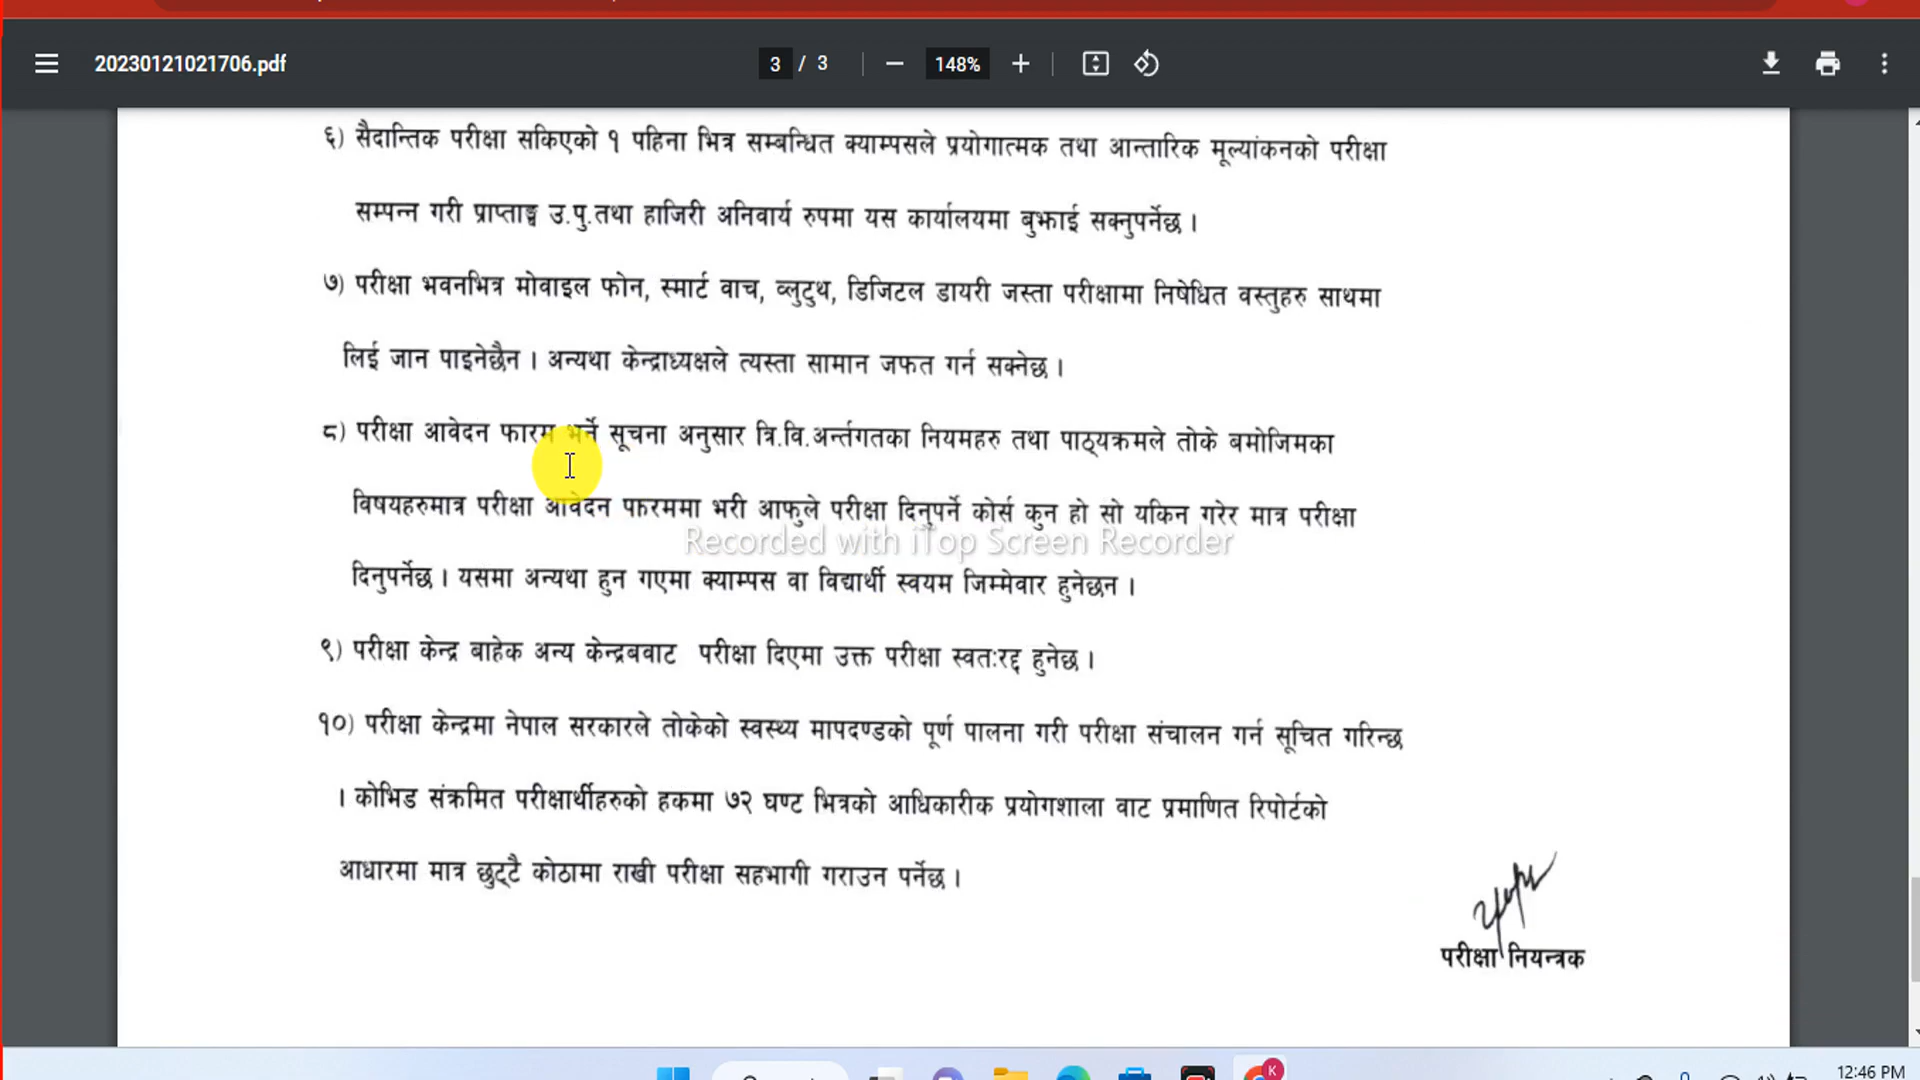 20230121021706.pdf
3 / 3
148%
६) सैदान्तिक परीक्षा सकिएको १ पहिना भित्र सम्बन्धित क्याम्पसले प्रयोगात्मक तथा आन्तारिक मूल्यांकनको परीक्षा
सम्पन्न गरी प्राप्ताङ्क उ.पु.तथा हाजिरी अनिवार्य रुपमा यस कार्यालयमा बुझाई सक्नुपर्नेछ ।
७) परीक्षा भवनभित्र मोवाइल फोन, स्मार्ट वाच, व्लुटुथ, डिजिटल डायरी जस्ता परीक्षामा निषेधित वस्तुहरु साथमा
लिई जान पाइनेछैन । अन्यथा केन्द्राध्यक्षले त्यस्ता सामान जफत गर्न सक्नेछ ।
८) परीक्षा आवेदन फारम भर्ने सूचना अनुसार त्रि.वि.अर्न्तगतका नियमहरु तथा पाठ्यक्रमले तोके बमोजिमका
विषयहरुमात्र परीक्षा आवेदन फारममा भरी आफुले परीक्षा दिनुपर्ने कोर्स कुन हो सो यकिन गरेर मात्र परीक्षा
Recorded with iTop Screen Recorder
दिनुपर्नेछ । यसमा अन्यथा हुन गएमा क्याम्पस वा विद्यार्थी स्वयम जिम्मेवार हुनेछन ।
९) परीक्षा केन्द्र बाहेक अन्य केन्द्रबवाट परीक्षा दिएमा उक्त परीक्षा स्वतःरद्द हुनेछ ।
१०) परीक्षा केन्द्रमा नेपाल सरकारले तोकेको स्वस्थ्य मापदण्डको पूर्ण पालना गरी परीक्षा संचालन गर्न सूचित गरिन्छ
। कोभिड संक्रमित परीक्षार्थीहरुको हकमा ७२ घण्ट भित्रको आधिकारीक प्रयोगशाला वाट प्रमाणित रिपोर्टको
आधारमा मात्र छुट्टै कोठामा राखी परीक्षा सहभागी गराउन पर्नेछ ।
परीक्षा नियन्त्रक
K
12:46 PM